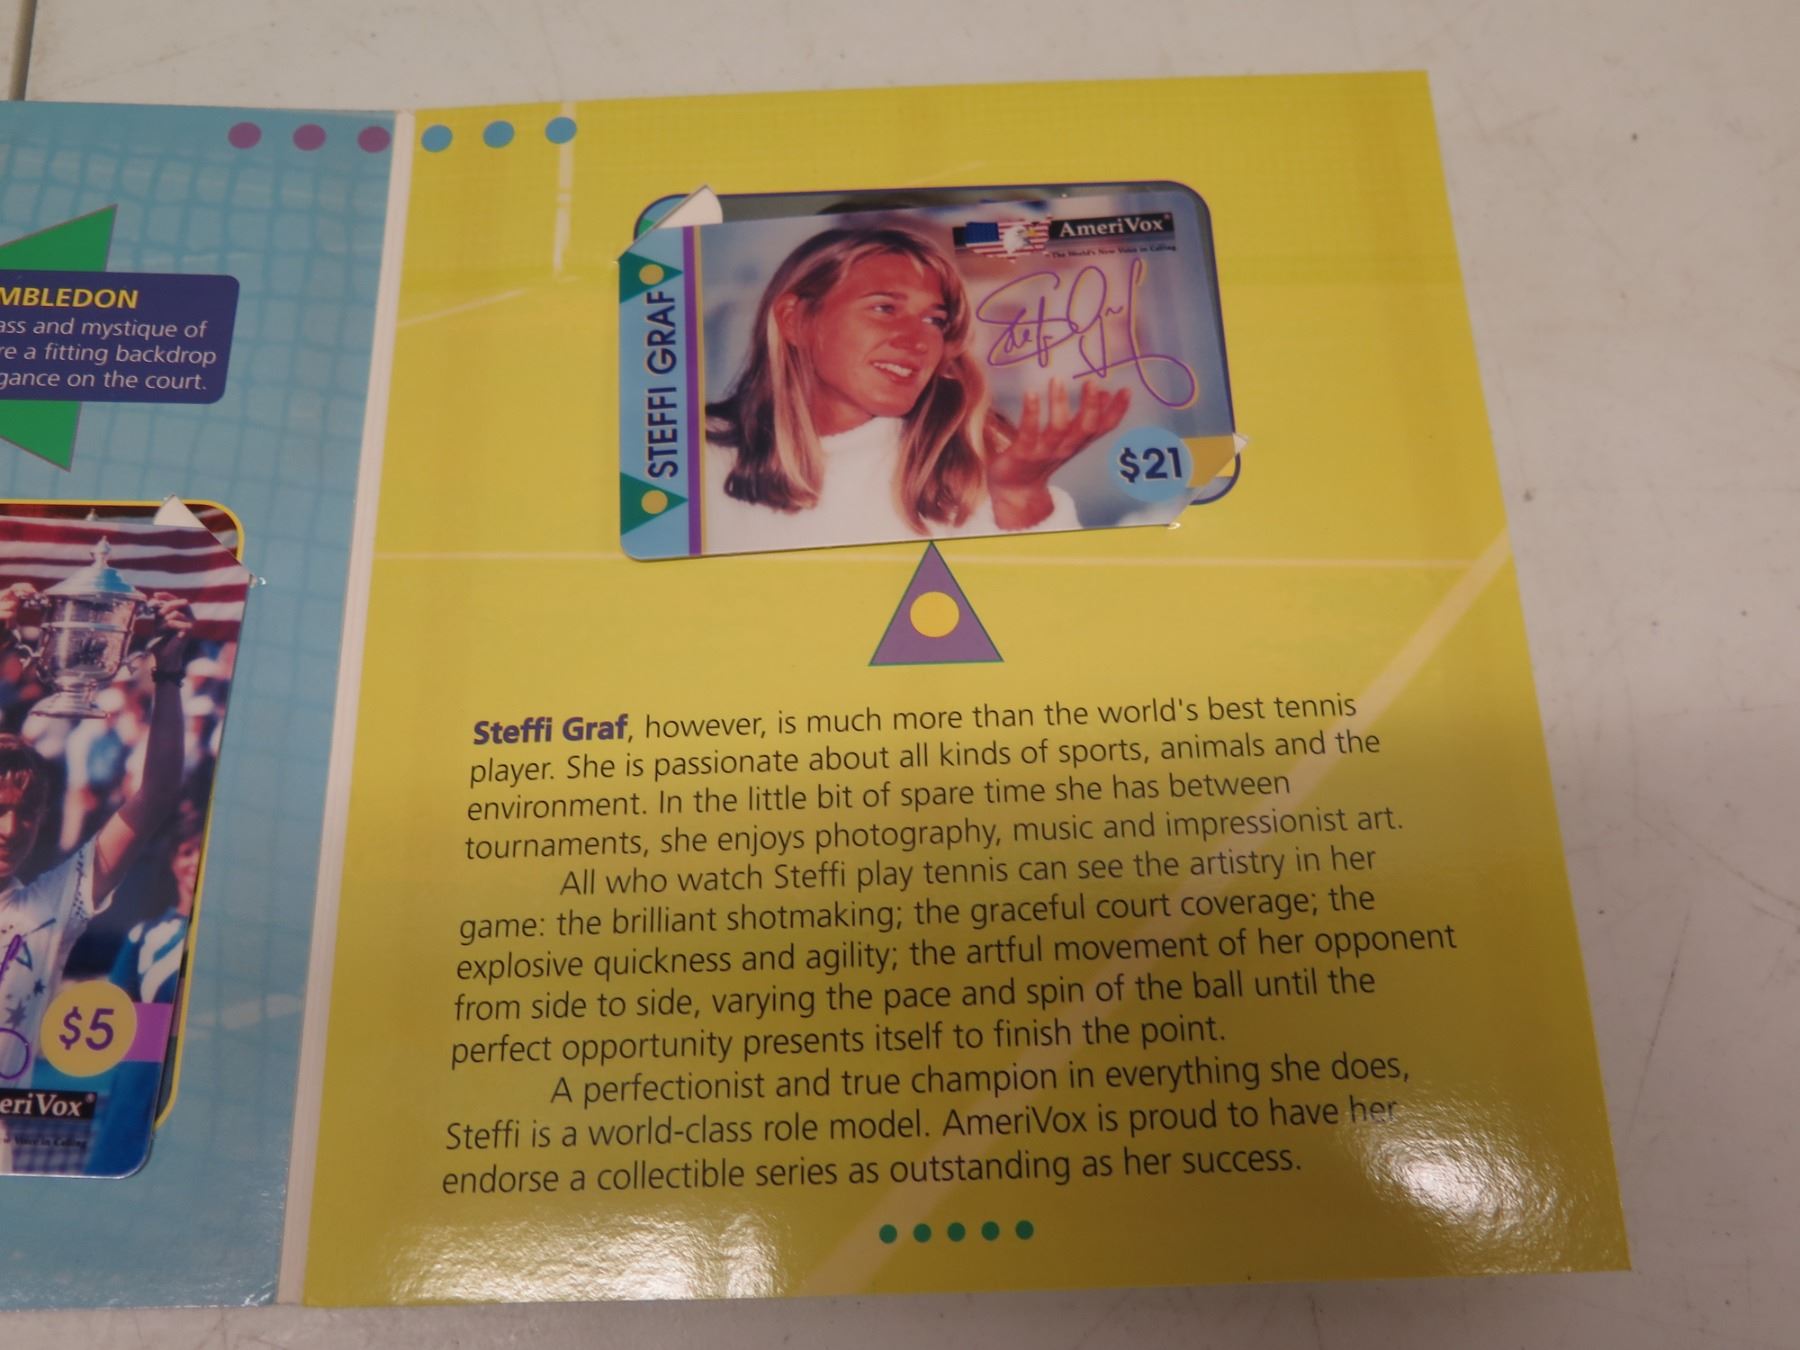 MBLEDON
ass and mystique of
re a fitting backdrop
gance on the court.
$5
eriVox®
AmeriVox®
The World's New Voice in Calling
STEFFI GRAF
$21
Steffi Graf, however, is much more than the world's best tennis
player. She is passionate about all kinds of sports, animals and the
environment. In the little bit of spare time she has between
tournaments, she enjoys photography, music and impressionist art.
All who watch Steffi play tennis can see the artistry in her
game: the brilliant shotmaking; the graceful court coverage; the
explosive quickness and agility; the artful movement of her opponent
from side to side, varying the pace and spin of the ball until the
perfect opportunity presents itself to finish the point.
A perfectionist and true champion in everything she does,
Steffi is a world-class role model. AmeriVox is proud to have her
endorse a collectible series as outstanding as her success.